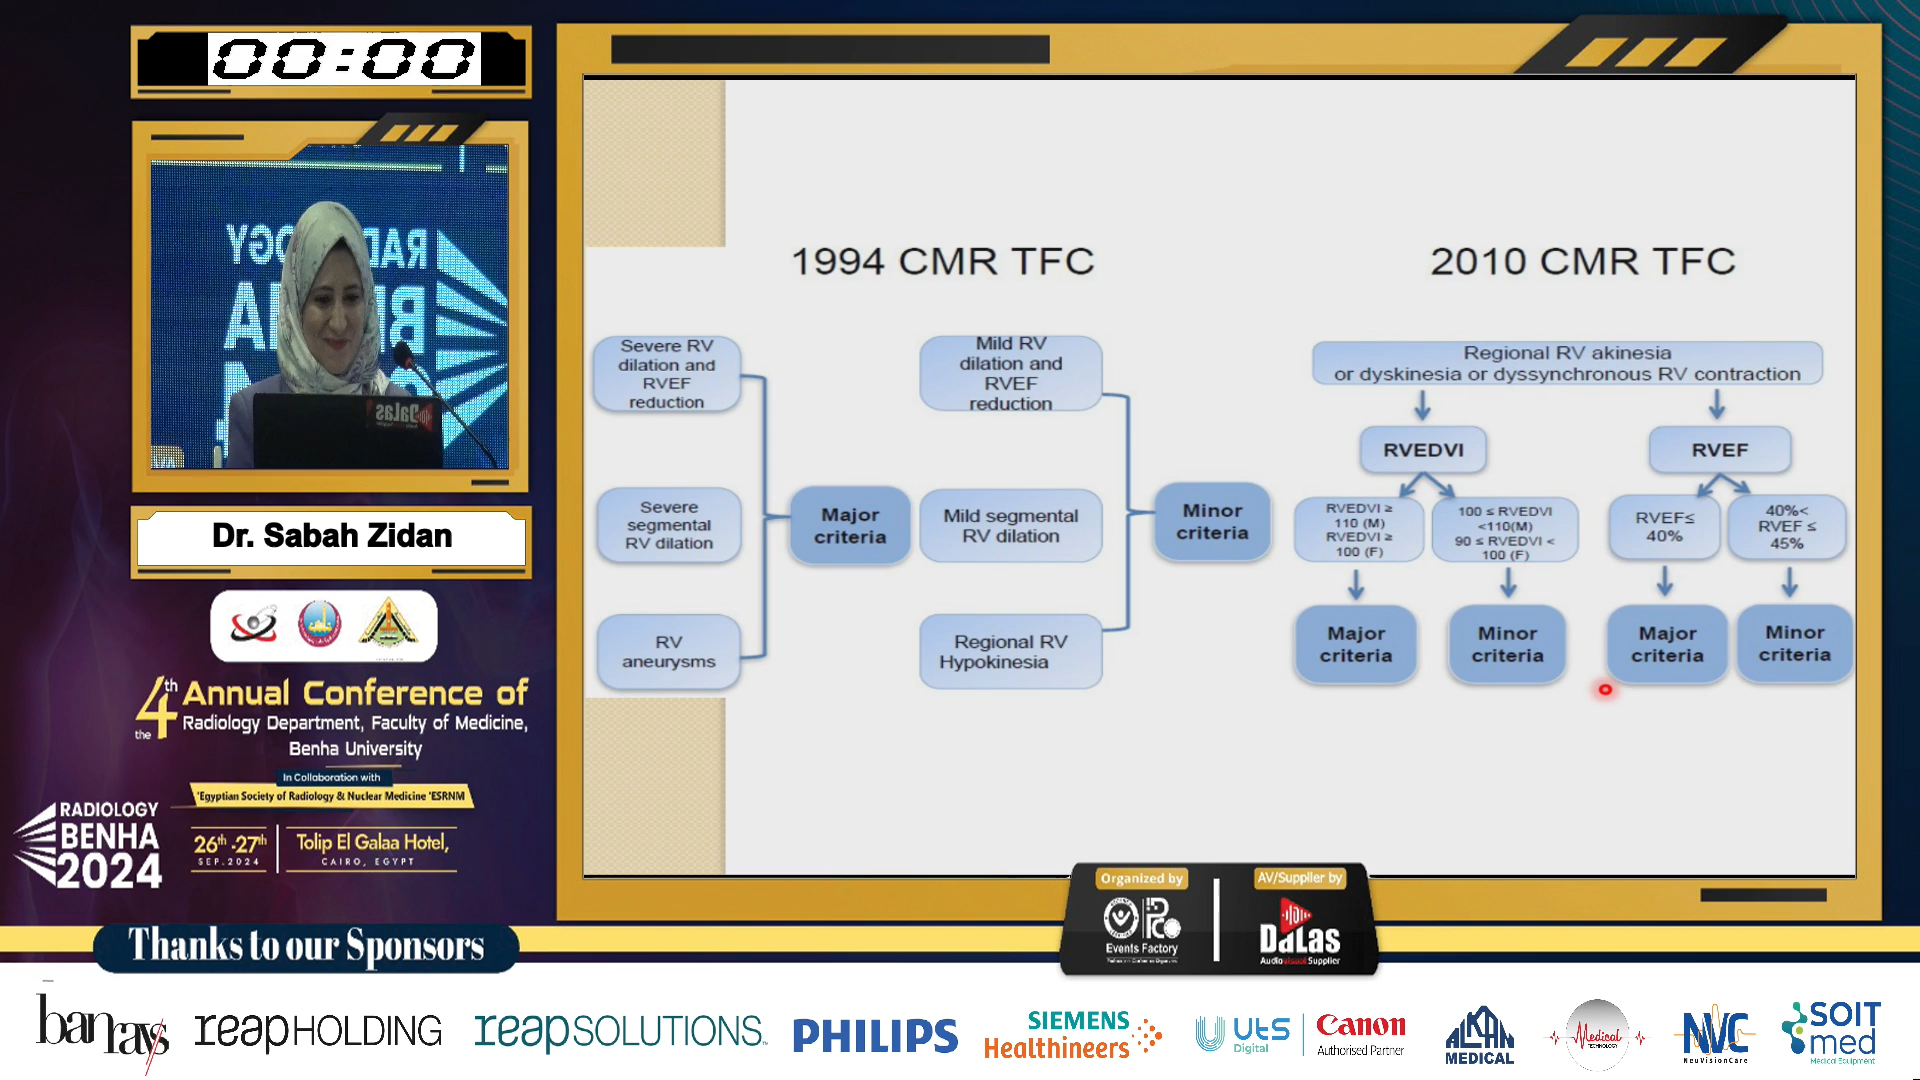 00:00
YGOLOIDAR
DaLas
Dr. Sabah Zidan
the 4th Annual Conference of
Radiology Department, Faculty of Medicine,
Benha University
In Collaboration with
'Egyptian Society of Radiology & Nuclear Medicine 'ESRNM
RADIOLOGY
BENHA
2024
26th -27th
SEP.2024
Tolip El Galaa Hotel,
CAIRO, EGYPT
1994 CMR TFC
Severe RV
dilation and
RVEF
reduction
Severe
segmental
RV dilation
RV
aneurysms
Major
criteria
Mild RV
dilation and
RVEF
reduction
Mild segmental
RV dilation
Regional RV
Hypokinesia
Minor
criteria
2010 CMR TFC
Regional RV akinesia
or dyskinesia or dyssynchronous RV contraction
RVEDVI
RVEF
RVEDVI ≥
110 (M)
RVEDVI ≥
100 (F)
100 ≤ RVEDVI
<110(M)
90 ≤ RVEDVI <
100 (F)
RVEF≤
40%
40%<
RVEF ≤
45%
Major
criteria
Minor
criteria
Major
criteria
Minor
criteria
Organized by
IPCO
Events Factory
AV/Supplier by
DaLas
Audiovisual Supplier
Thanks to our Sponsors
banrays
reapHOLDING
reapSOLUTIONS
PHILIPS
SIEMENS
Healthineers
UTS
Digital
Canon
Authorised Partner
ALKAN
MEDICAL
Medical
TECHNOLOGY
NVC
NeuVisionCare
SOIT
med
Medical Equipment